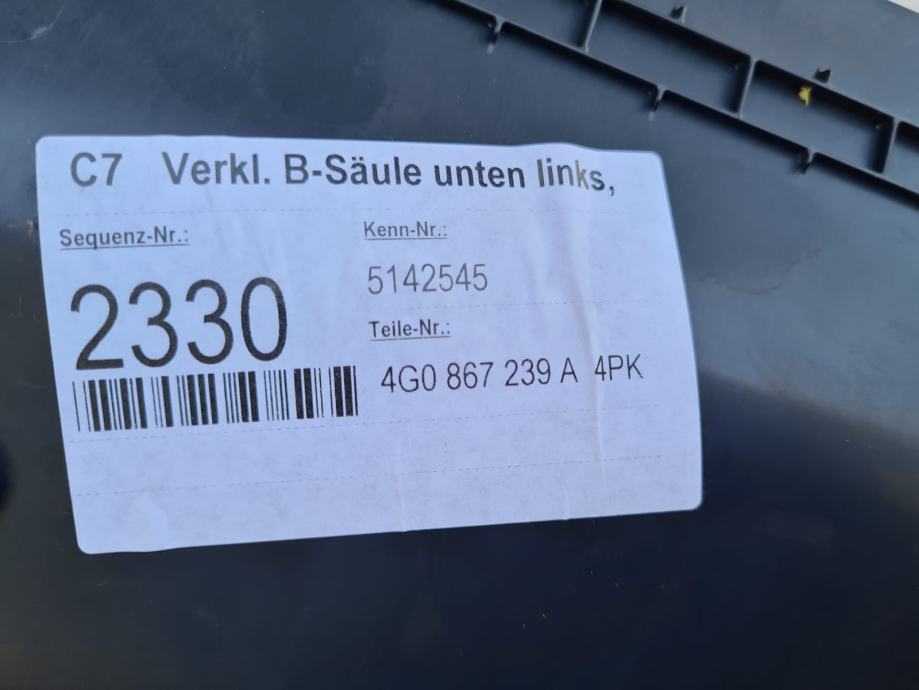 C7 Verkl. B-Säule unten links,
Sequenz-Nr.:
2330
Kenn-Nr.:
5142545
Teile-Nr.:
4G0 867 239 A 4PK